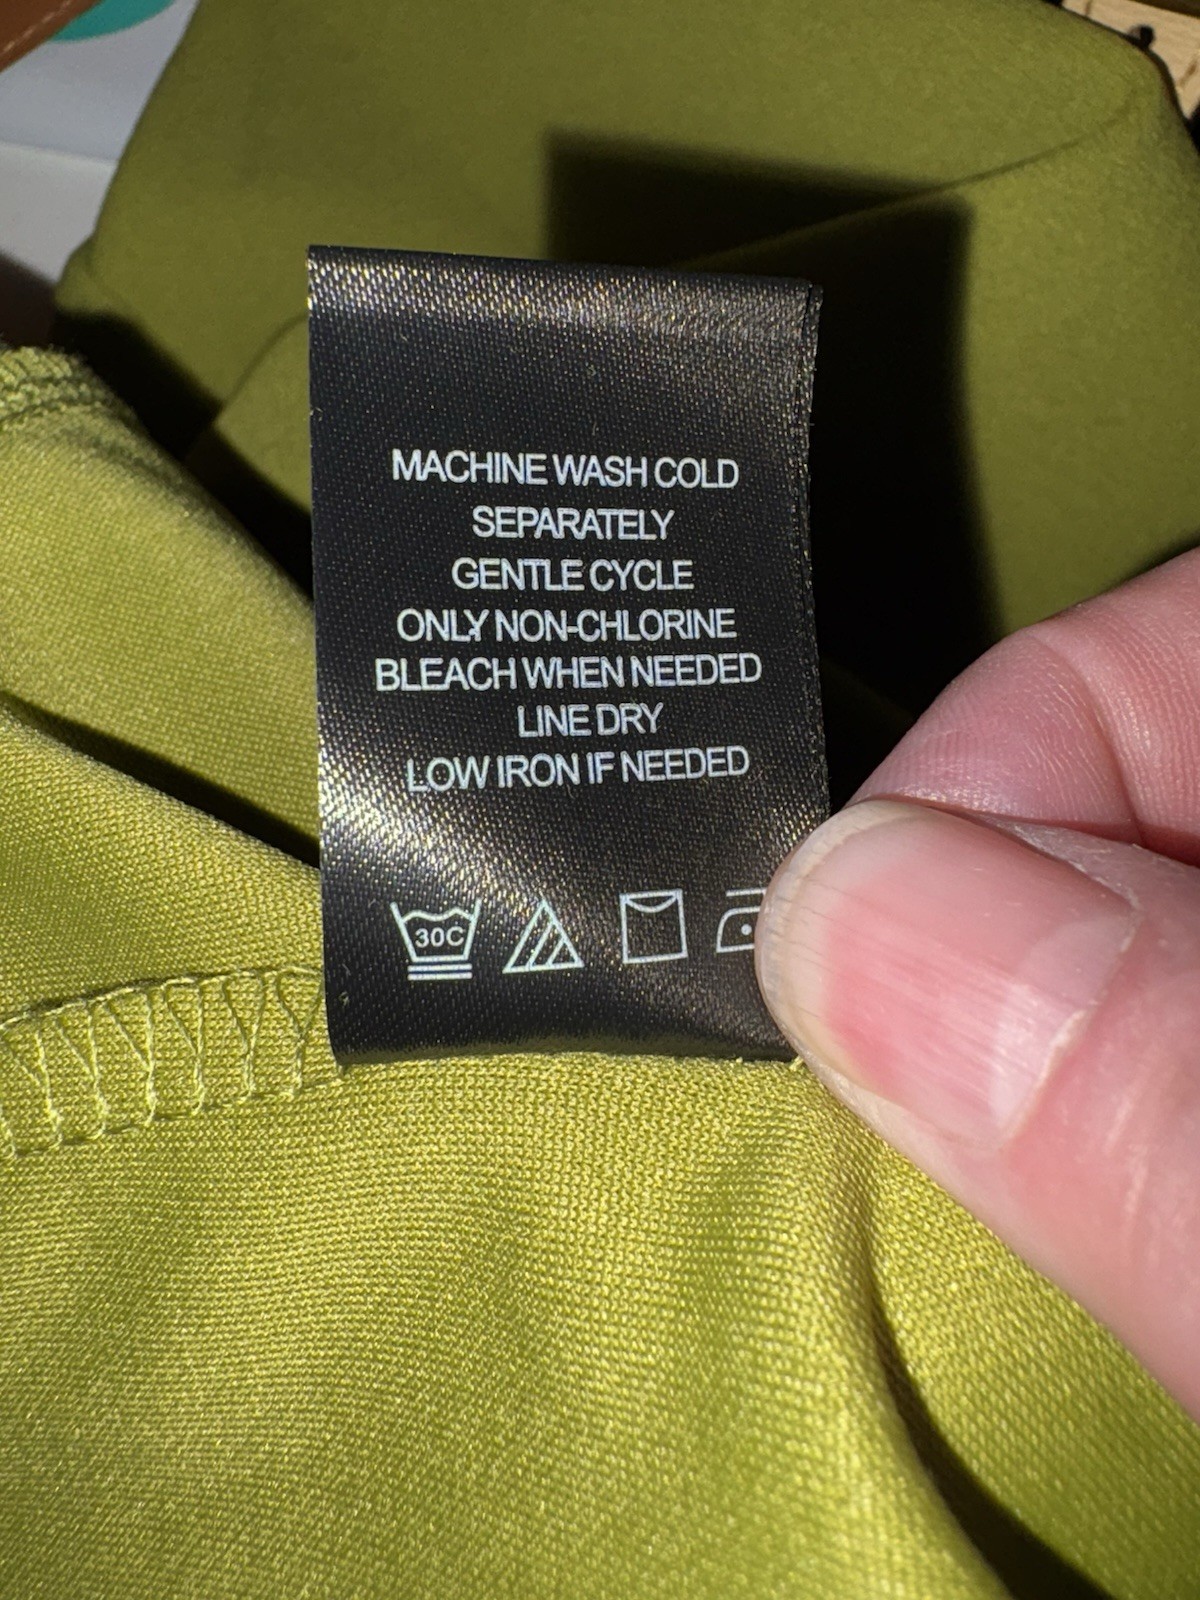 MACHINE WASH COLD
SEPARATELY
GENTLE CYCLE
ONLY NON-CHLORINE
BLEACH WHEN NEEDED
LINE DRY
LOW IRON IF NEEDED
30C